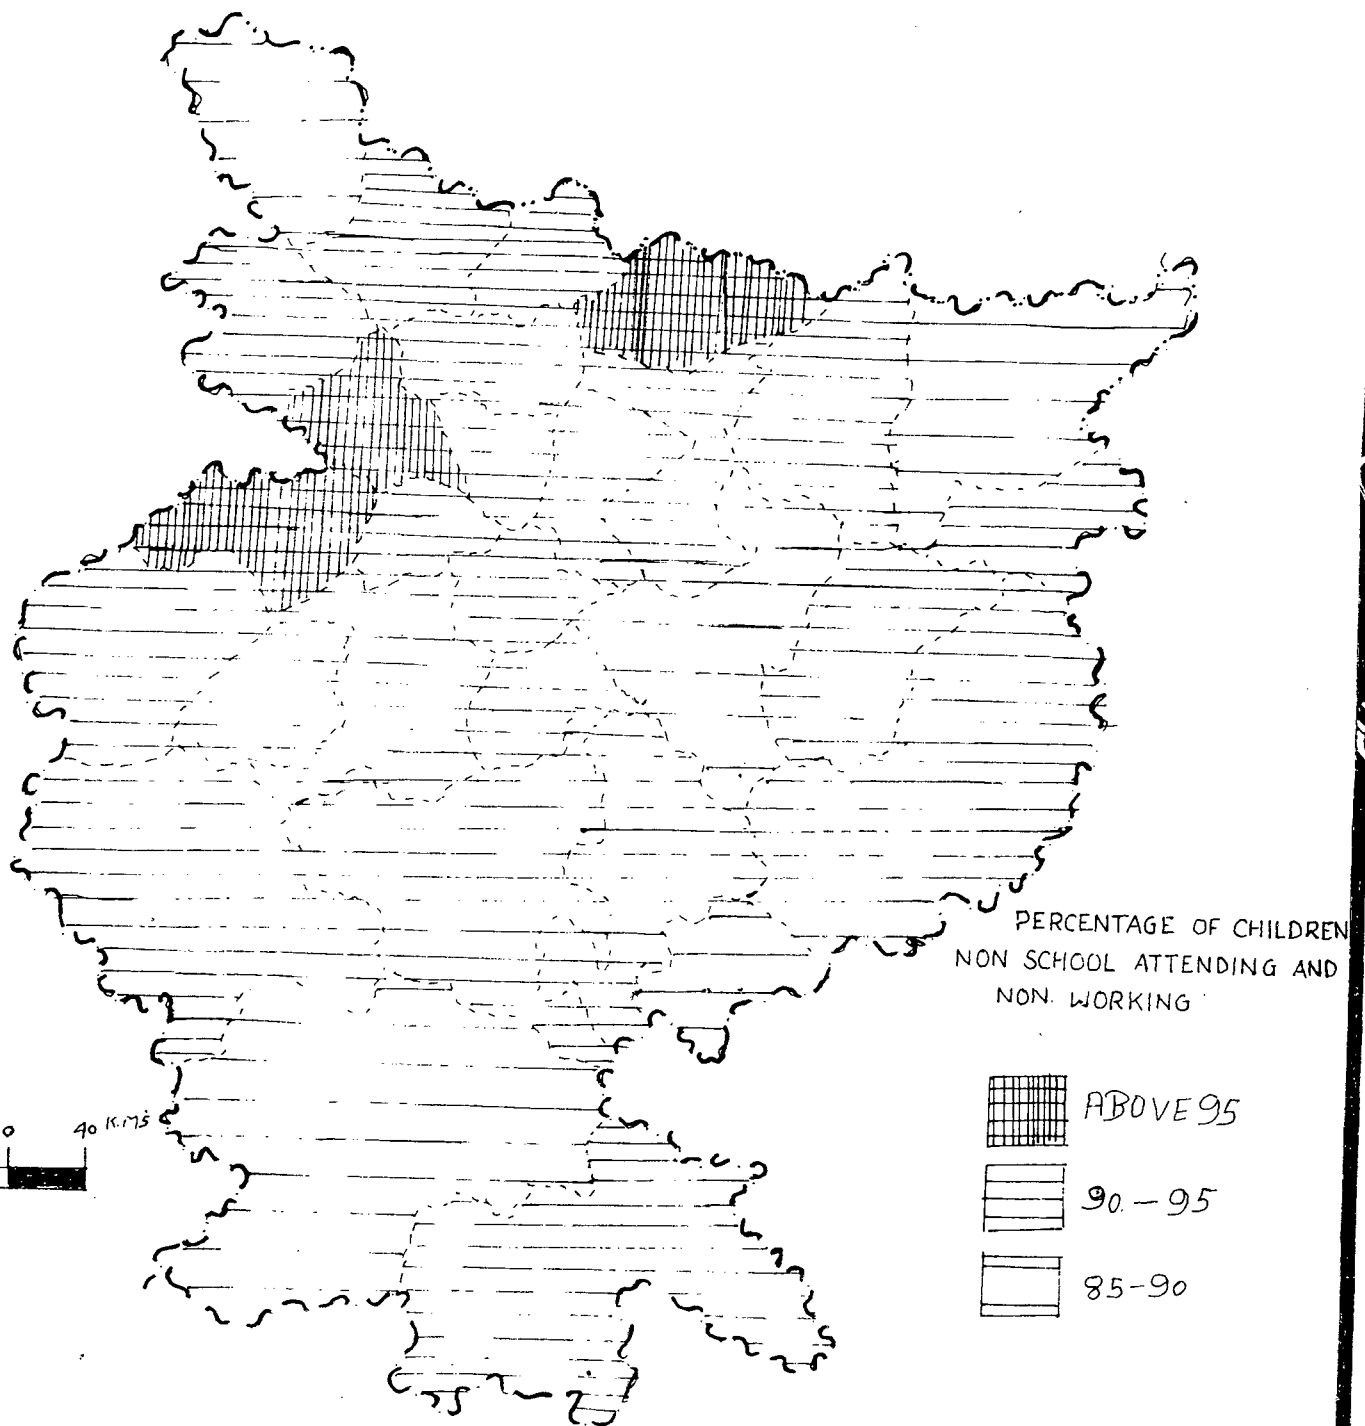 PERCENTAGE OF CHILDREN
NON SCHOOL ATTENDING AND
NON. WORKING
ABOVE 95
90.-95
85-90
0 40 K.MS